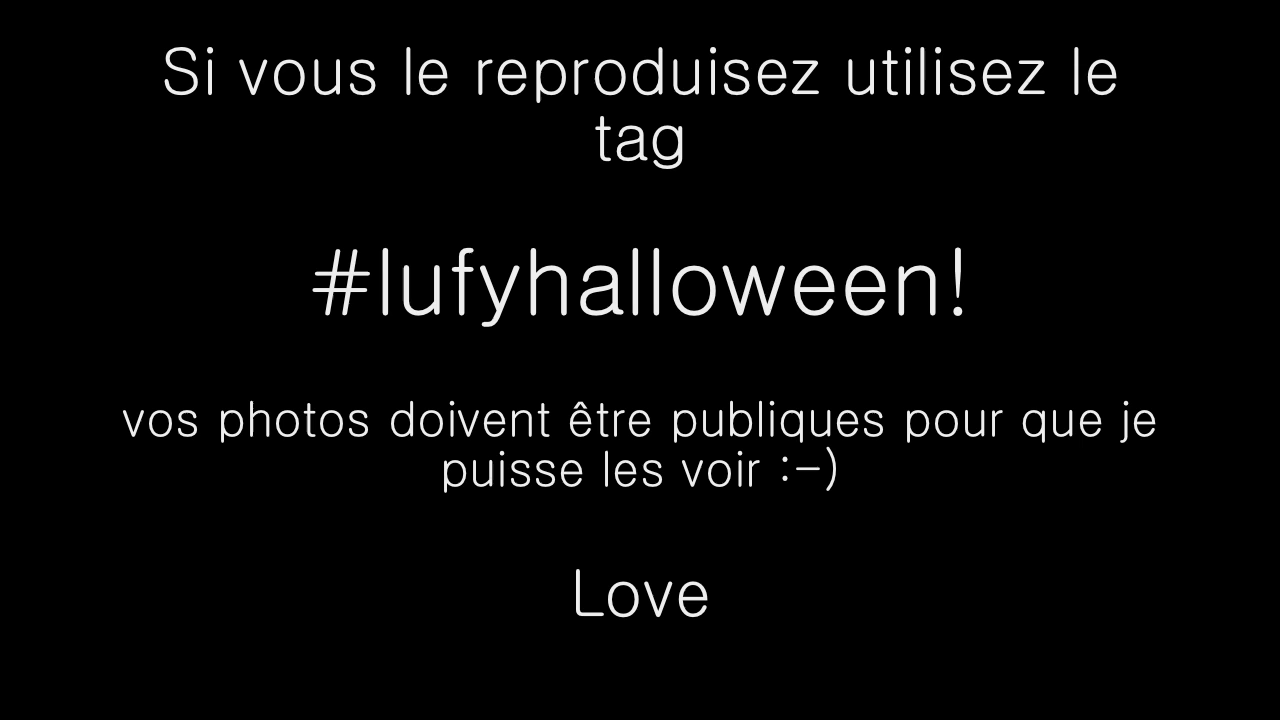 Si vous le reproduisez utilisez le
tag
#lufyhalloween!
vos photos doivent être publiques pour que je
puisse les voir :-)
Love